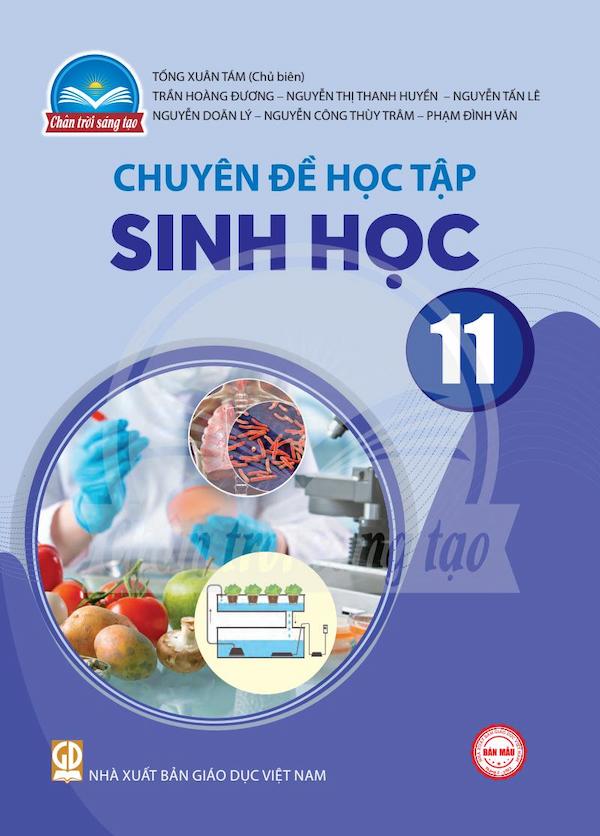 TỐNG XUÂN TÁM (Chủ biên)
TRẦN HOÀNG ĐƯƠNG – NGUYỄN THỊ THANH HUYỀN – NGUYỄN TẤN LÊ
NGUYỄN DOÃN LÝ – NGUYỄN CÔNG THÙY TRÂM – PHẠM ĐÌNH VĂN
Chân trời sáng tạo
CHUYÊN ĐỀ HỌC TẬP
SINH HỌC
11
Chân trời sáng tạo
BẢN MẪU
GD
NHÀ XUẤT BẢN GIÁO DỤC VIỆT NAM